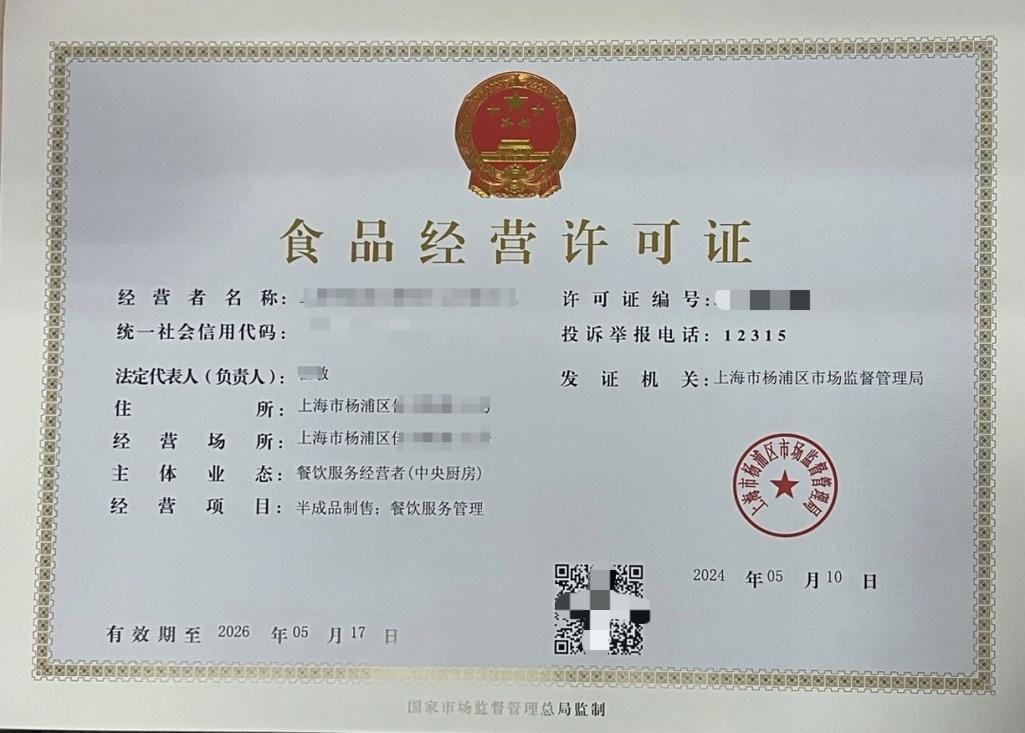 食品经营许可证
经营者名称：
许可证编号：
统一社会信用代码：
投诉举报电话：12315
法定代表人（负责人）：敏
发证机关：上海市杨浦区市场监督管理局
住所：上海市杨浦区
经营场所：上海市杨浦区
主体业态：餐饮服务经营者(中央厨房)
经营项目：半成品制售；餐饮服务管理
上海市杨浦区市场监督管理局
2024 年 05 月 10 日
有效期至 2026 年 05 月 17 日
国家市场监督管理总局监制